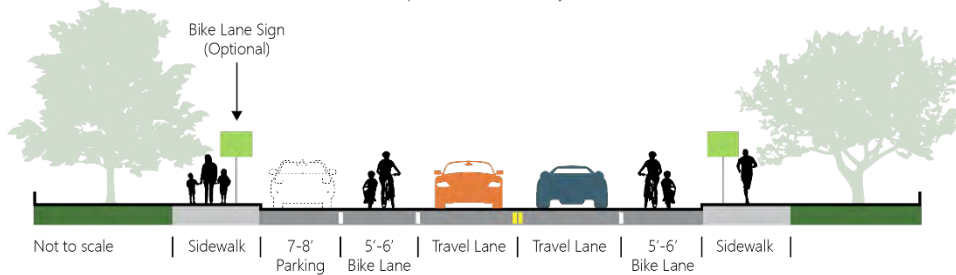 Bike Lane Sign
(Optional)
Not to scale
Sidewalk
7-8'
Parking
5'-6'
Bike Lane
Travel Lane
Travel Lane
5'-6'
Bike Lane
Sidewalk